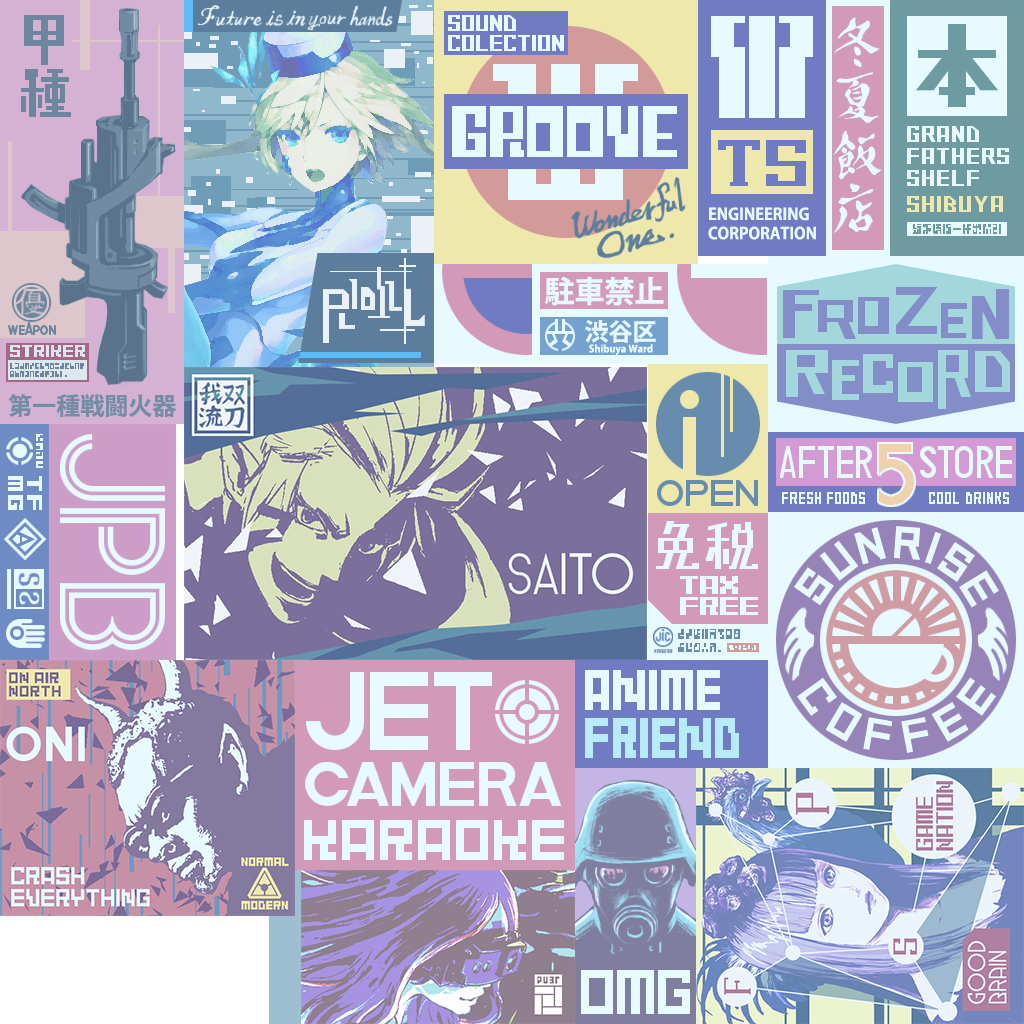 甲
種
優
WEAPON
STRIKER
第一種戦闘火器
Future is in your hands
SOUND
COLECTION
GROOVE
Wonderful
One.
TS
ENGINEERING
CORPORATION
冬夏飯店
本
GRAND
FATHERS
SHELF
SHIBUYA
駐車禁止
渋谷区
Shibuya Ward
FROZEN
RECORD
TF
MG
JPB
我双
流刀
SAITO
OPEN
AFTER 5 STORE
FRESH FOODS
COOL DRINKS
免税
TAX
FREE
JIC
SUNRISE
COFFEE
ON AIR
NORTH
ONI
CRASH
EVERYTHING
NORMAL
MODERN
JET
CAMERA
KARAOKE
ANIME
FRIEND
OMG
P
GAME
NATION
F
S
GOOD
BRAIN